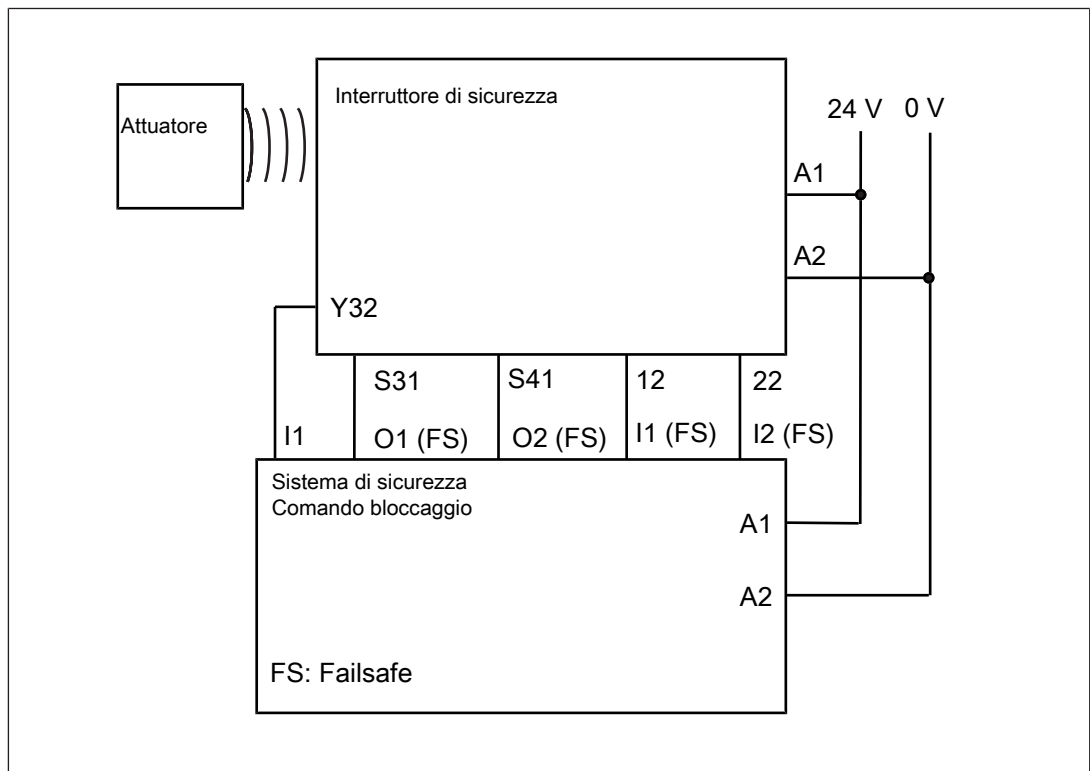 Attuatore
Interruttore di sicurezza
24 V 0 V
A1
A2
Y32
S31 S41 12 22
I1 O1 (FS) O2 (FS) I1 (FS) I2 (FS)
Sistema di sicurezza
Comando bloccaggio
A1
A2
FS: Failsafe